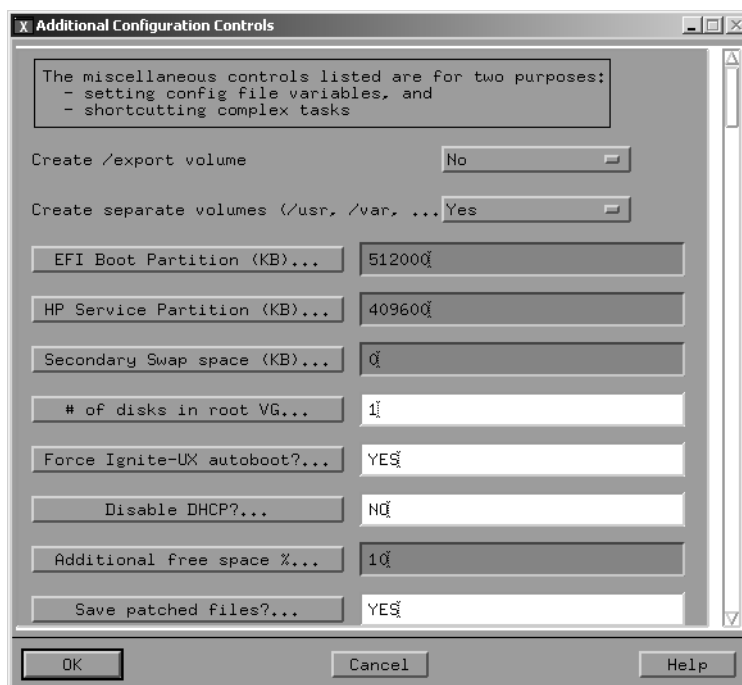 X Additional Configuration Controls
The miscellaneous controls listed are for two purposes:
- setting config file variables, and
- shortcutting complex tasks
Create /export volume No
Create separate volumes (/usr, /var, ... Yes
EFI Boot Partition (KB)... 512000
HP Service Partition (KB)... 409600
Secondary Swap space (KB)... 0
# of disks in root VG... 1
Force Ignite-UX autoboot?... YES
Disable DHCP?... NO
Additional free space %... 10
Save patched files?... YES
OK Cancel Help